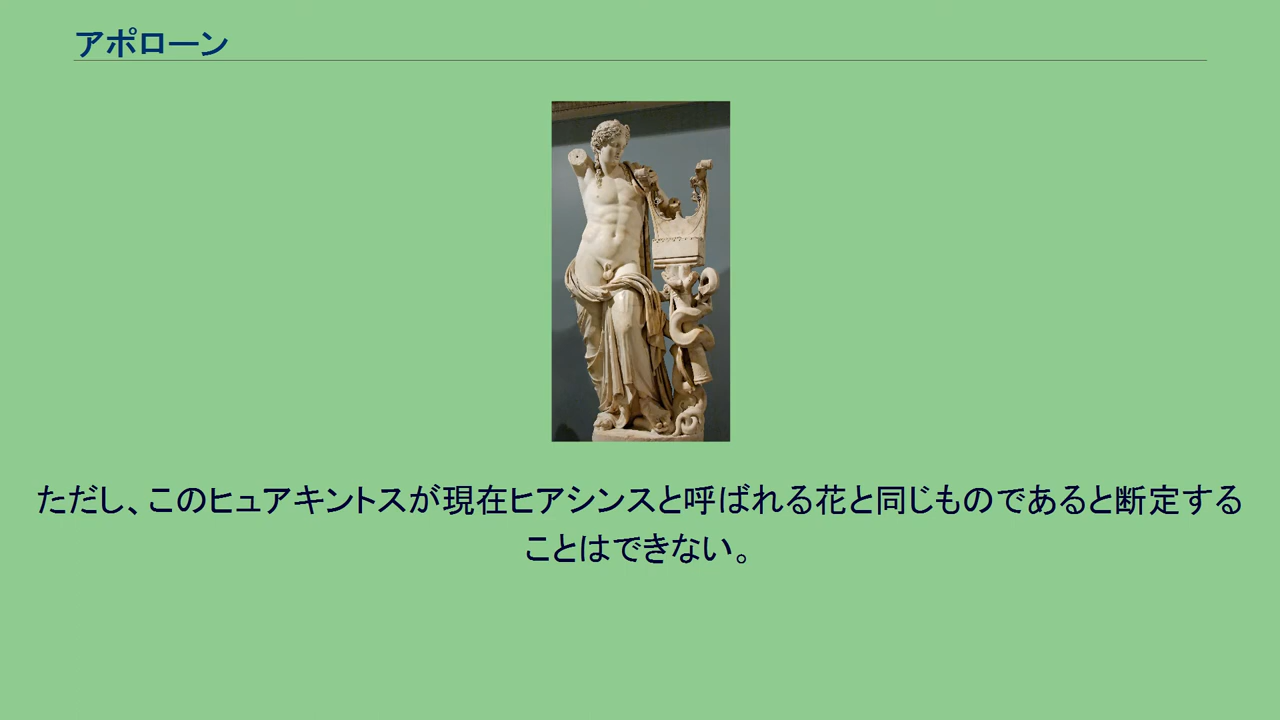 アポローン
ただし、このヒュアキントスが現在ヒアシンスと呼ばれる花と同じものであると断定する
ことはできない。